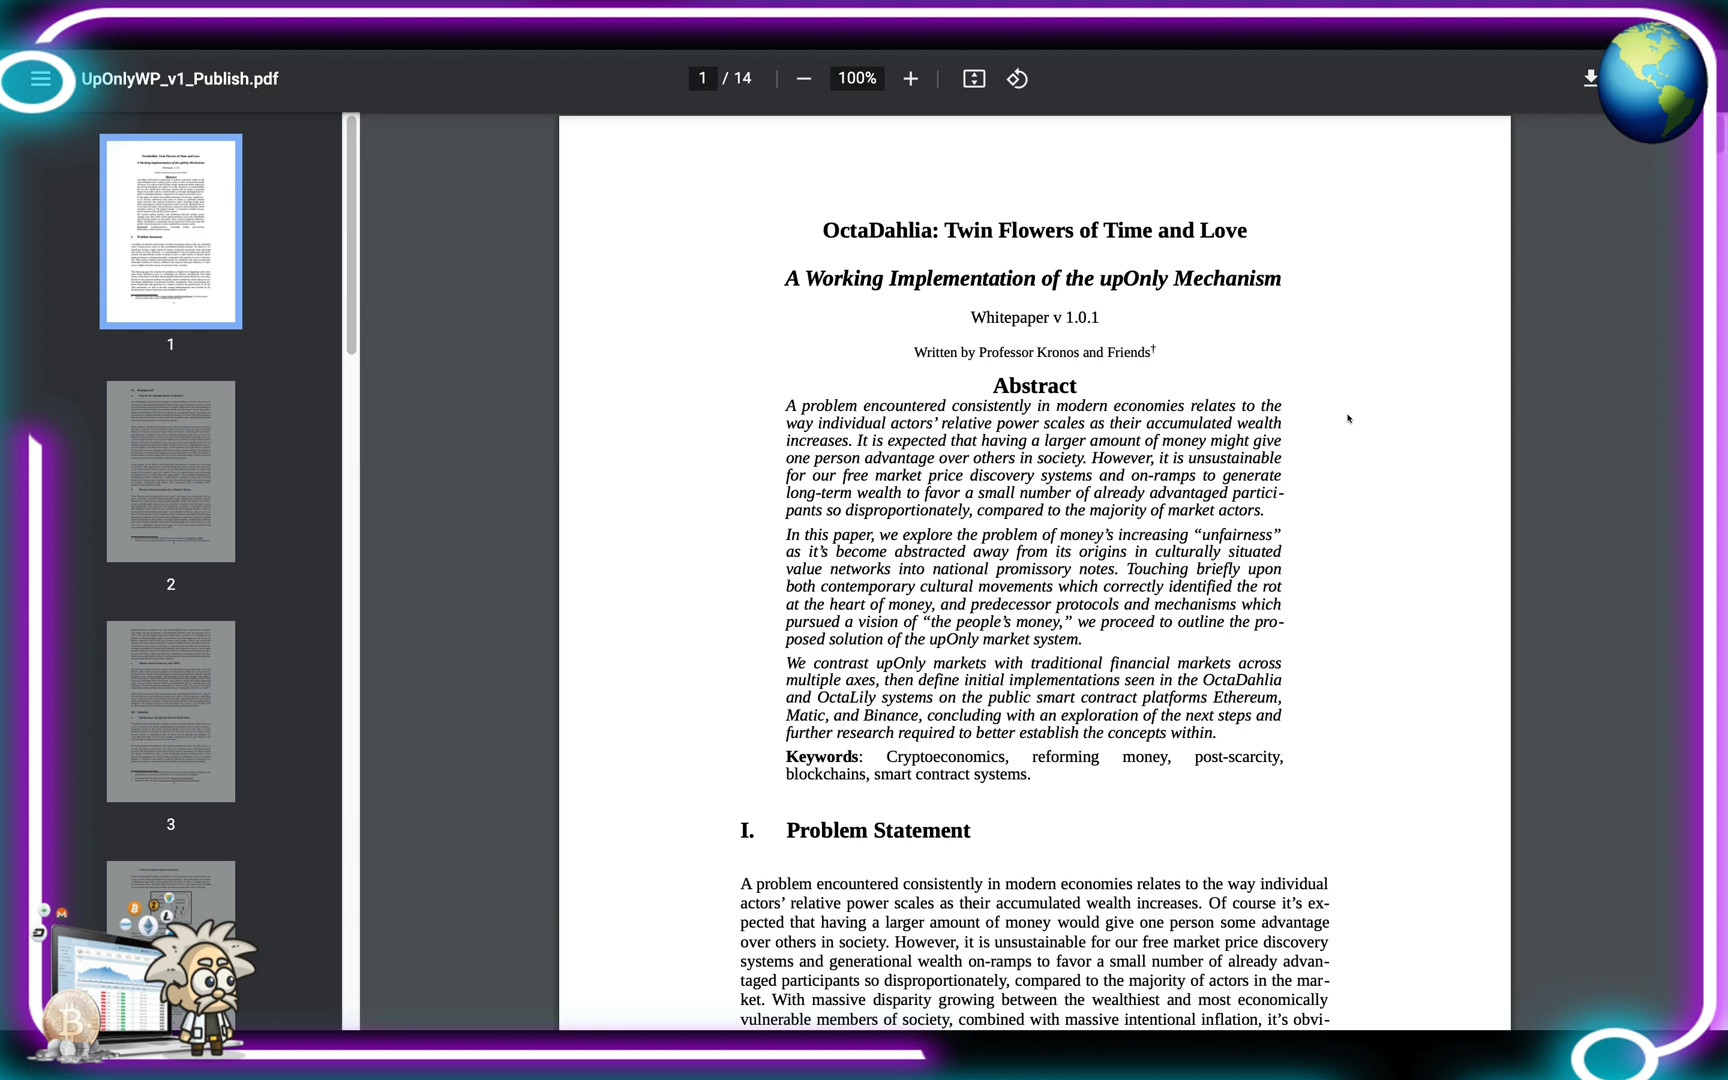 UpOnlyWP_v1_Publish.pdf
1 / 14
100%
1
2
3
OctaDahlia: Twin Flowers of Time and Love
A Working Implementation of the upOnly Mechanism
Whitepaper v 1.0.1
Written by Professor Kronos and Friends†
Abstract
A problem encountered consistently in modern economies relates to the
way individual actors’ relative power scales as their accumulated wealth
increases. It is expected that having a larger amount of money might give
one person advantage over others in society. However, it is unsustainable
for our free market price discovery systems and on-ramps to generate
long-term wealth to favor a small number of already advantaged partici-
pants so disproportionately, compared to the majority of market actors.
In this paper, we explore the problem of money’s increasing “unfairness”
as it’s become abstracted away from its origins in culturally situated
value networks into national promissory notes. Touching briefly upon
both contemporary cultural movements which correctly identified the rot
at the heart of money, and predecessor protocols and mechanisms which
pursued a vision of “the people’s money,” we proceed to outline the pro-
posed solution of the upOnly market system.
We contrast upOnly markets with traditional financial markets across
multiple axes, then define initial implementations seen in the OctaDahlia
and OctaLily systems on the public smart contract platforms Ethereum,
Matic, and Binance, concluding with an exploration of the next steps and
further research required to better establish the concepts within.
Keywords: Cryptoeconomics, reforming money, post-scarcity,
blockchains, smart contract systems.
I. Problem Statement
A problem encountered consistently in modern economies relates to the way individual
actors’ relative power scales as their accumulated wealth increases. Of course it’s ex-
pected that having a larger amount of money would give one person some advantage
over others in society. However, it is unsustainable for our free market price discovery
systems and generational wealth on-ramps to favor a small number of already advan-
taged participants so disproportionately, compared to the majority of actors in the mar-
ket. With massive disparity growing between the wealthiest and most economically
vulnerable members of society, combined with massive intentional inflation, it’s obvi-